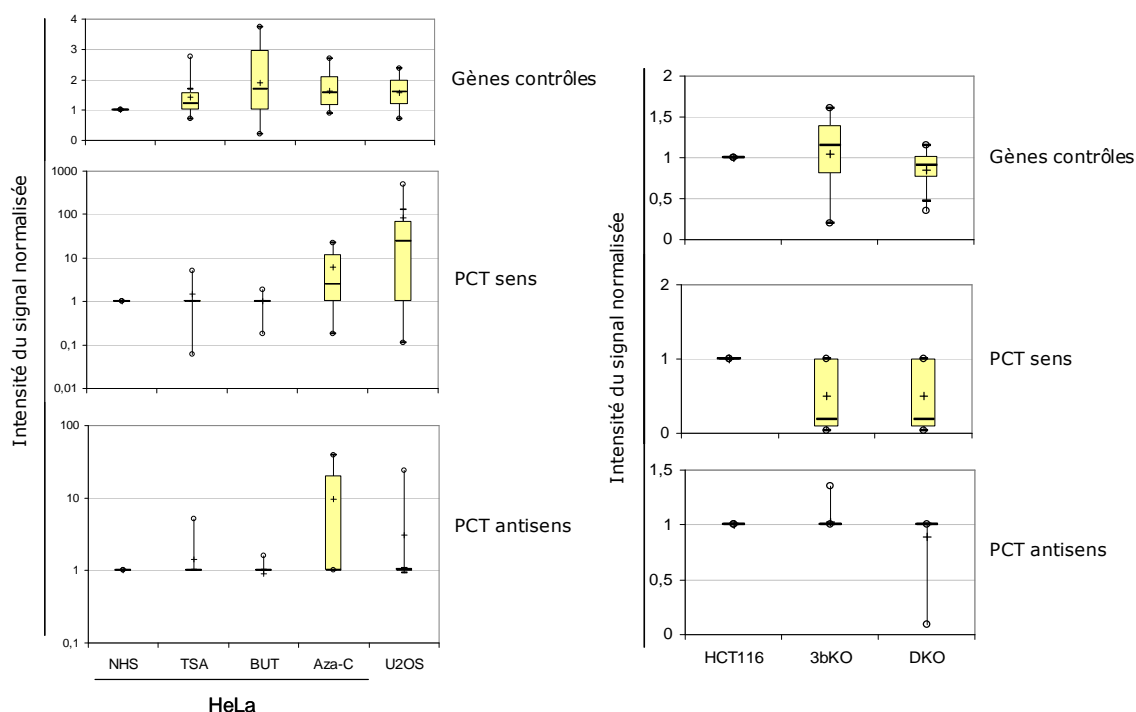 Intensité du signal normalisée
4
3
2
1
0
Gènes contrôles
1000
100
10
1
0,1
0,01
PCT sens
100
10
1
0,1
PCT antisens
NHS TSA BUT Aza-C U2OS
HeLa
Intensité du signal normalisée
2
1,5
1
0,5
0
Gènes contrôles
2
1
0
PCT sens
1,5
1
0,5
0
PCT antisens
HCT116 3bKO DKO